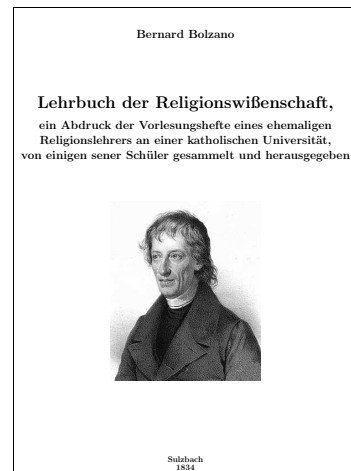 Bernard Bolzano
Lehrbuch der Religionswißenschaft,
ein Abdruck der Vorlesungshefte eines ehemaligen
Religionslehrers an einer katholischen Universität,
von einigen sener Schüler gesammelt und herausgegeben
Sulzbach
1834